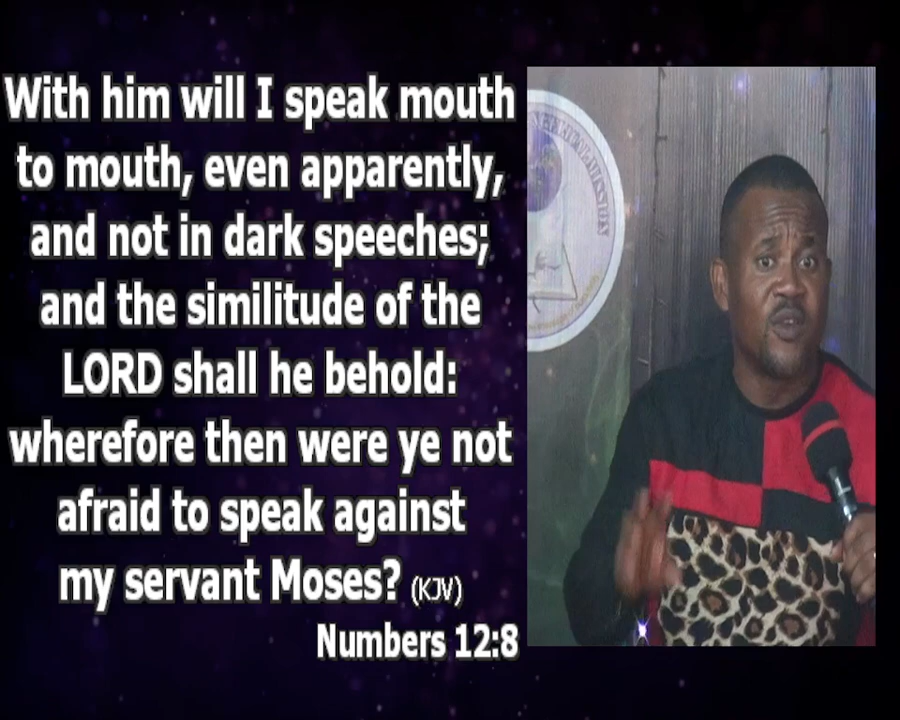 With him will I speak mouth
to mouth, even apparently,
and not in dark speeches;
and the similitude of the
LORD shall he behold:
wherefore then were ye not
afraid to speak against
my servant Moses? (KJV)
Numbers 12:8
MISSION